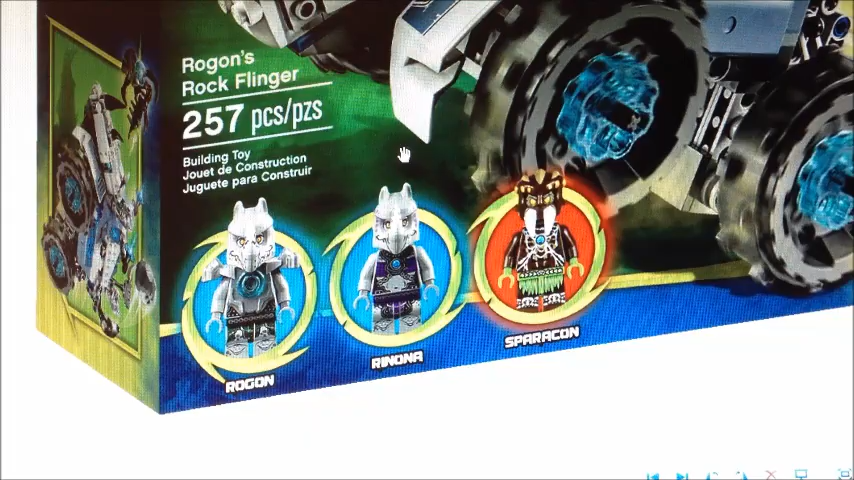 Rogon's
Rock Flinger
257 pcs/pzs
Building Toy
Jouet de Construction
Juguete para Construir
ROGON
RINONA
SPARACON